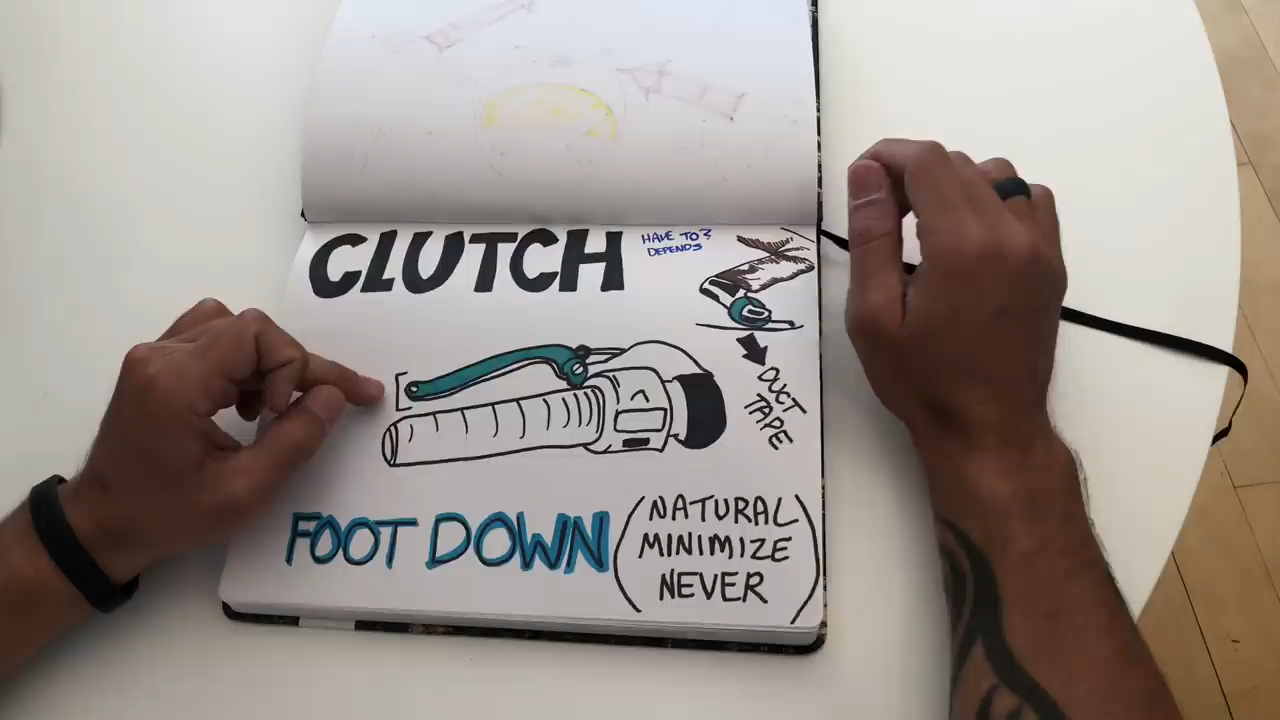 CLUTCH
HAVE TO?
DEPENDS
DUCT
TAPE
FOOT DOWN
(NATURAL
MINIMIZE
NEVER)